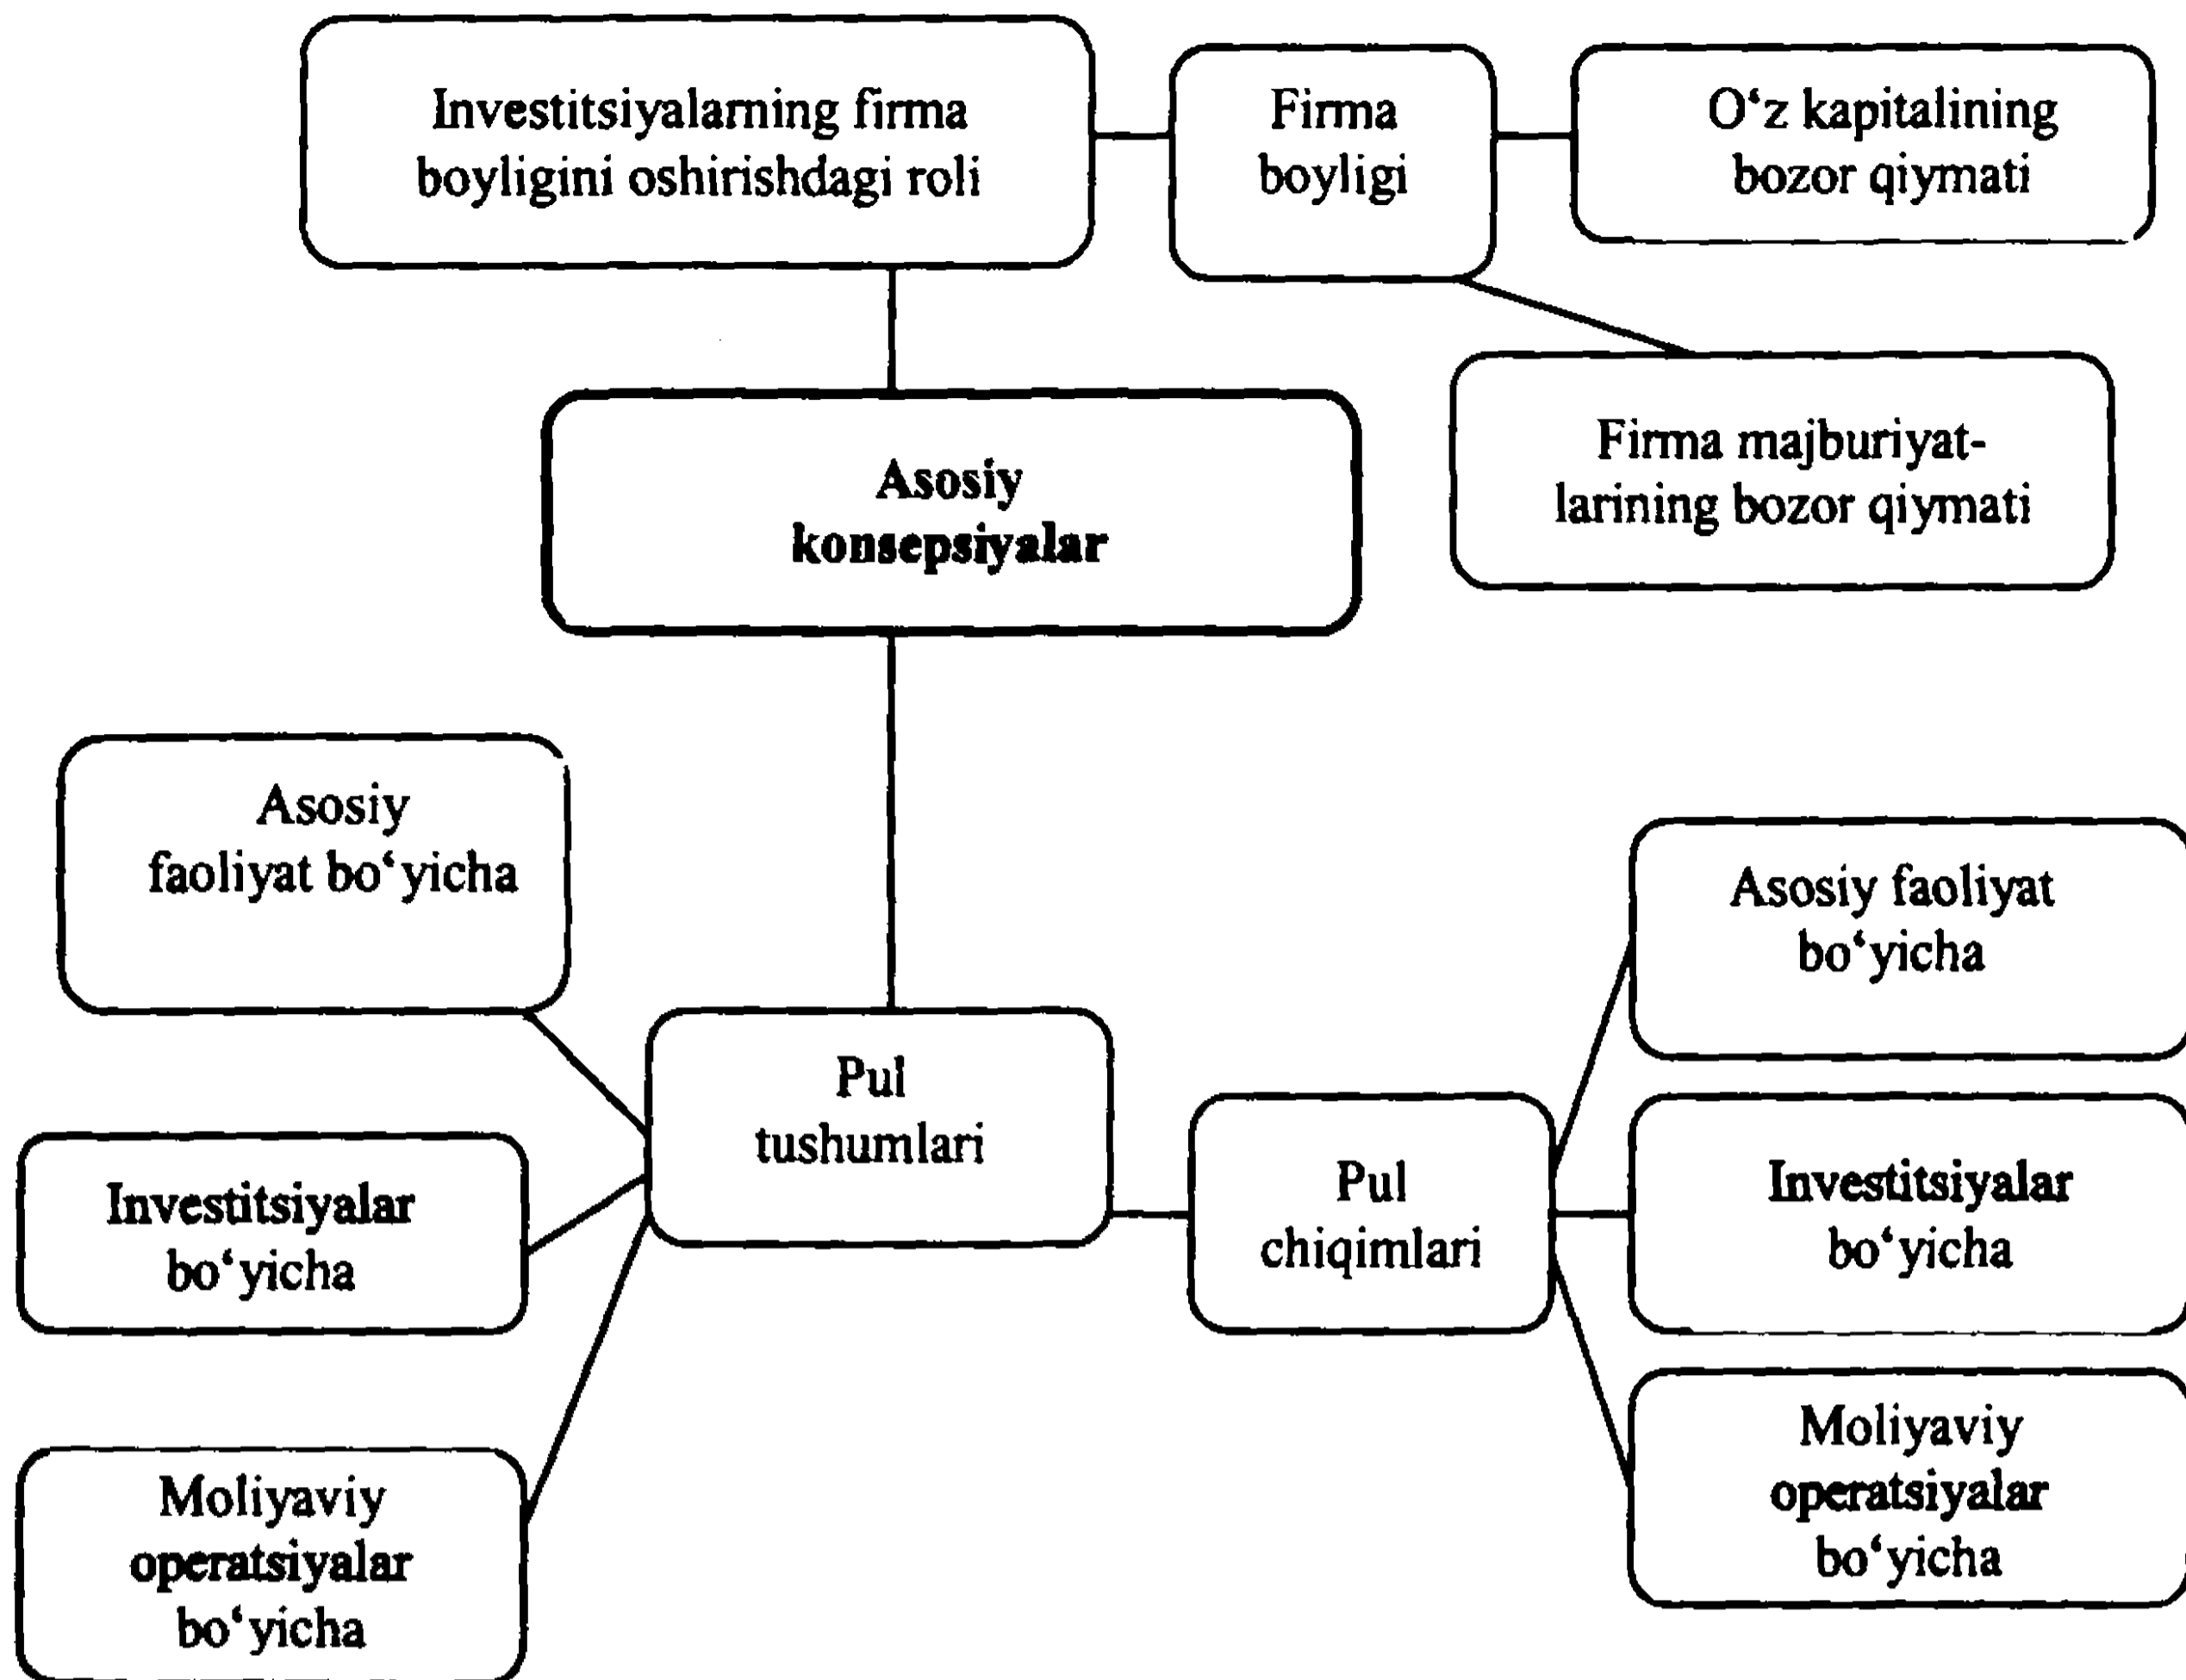 Investitsiyalarning firma
boyligini oshirishdagi roli
Firma
boyligi
O‘z kapitalining
bozor qiymati
Firma majburiyat-
larining bozor qiymati
Asosiy
konsepsiyalar
Asosiy
faoliyat bo‘yicha
Investitsiyalar
bo‘yicha
Moliyaviy
operatsiyalar
bo‘yicha
Pul
tushumlari
Pul
chiqimlari
Asosiy faoliyat
bo‘yicha
Investitsiyalar
bo‘yicha
Moliyaviy
operatsiyalar
bo‘yicha